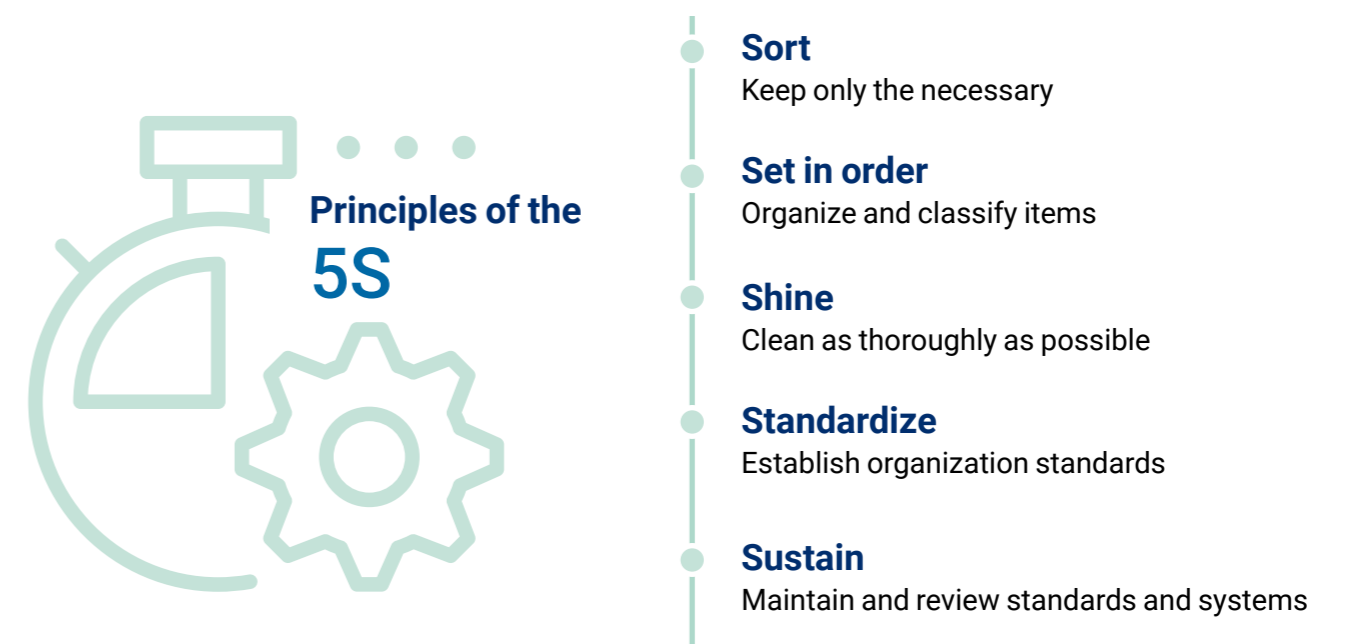 Principles of the
5S
Sort
Keep only the necessary
Set in order
Organize and classify items
Shine
Clean as thoroughly as possible
Standardize
Establish organization standards
Sustain
Maintain and review standards and systems